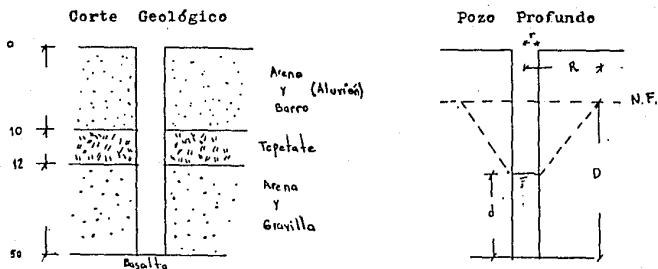 Corte Geológico
0
10
12
50
Arena
y (Aluvión)
Barro
Tepetate
Arena
y
Gravilla
Basalto
Pozo Profundo
r
R
N.F.
D
d